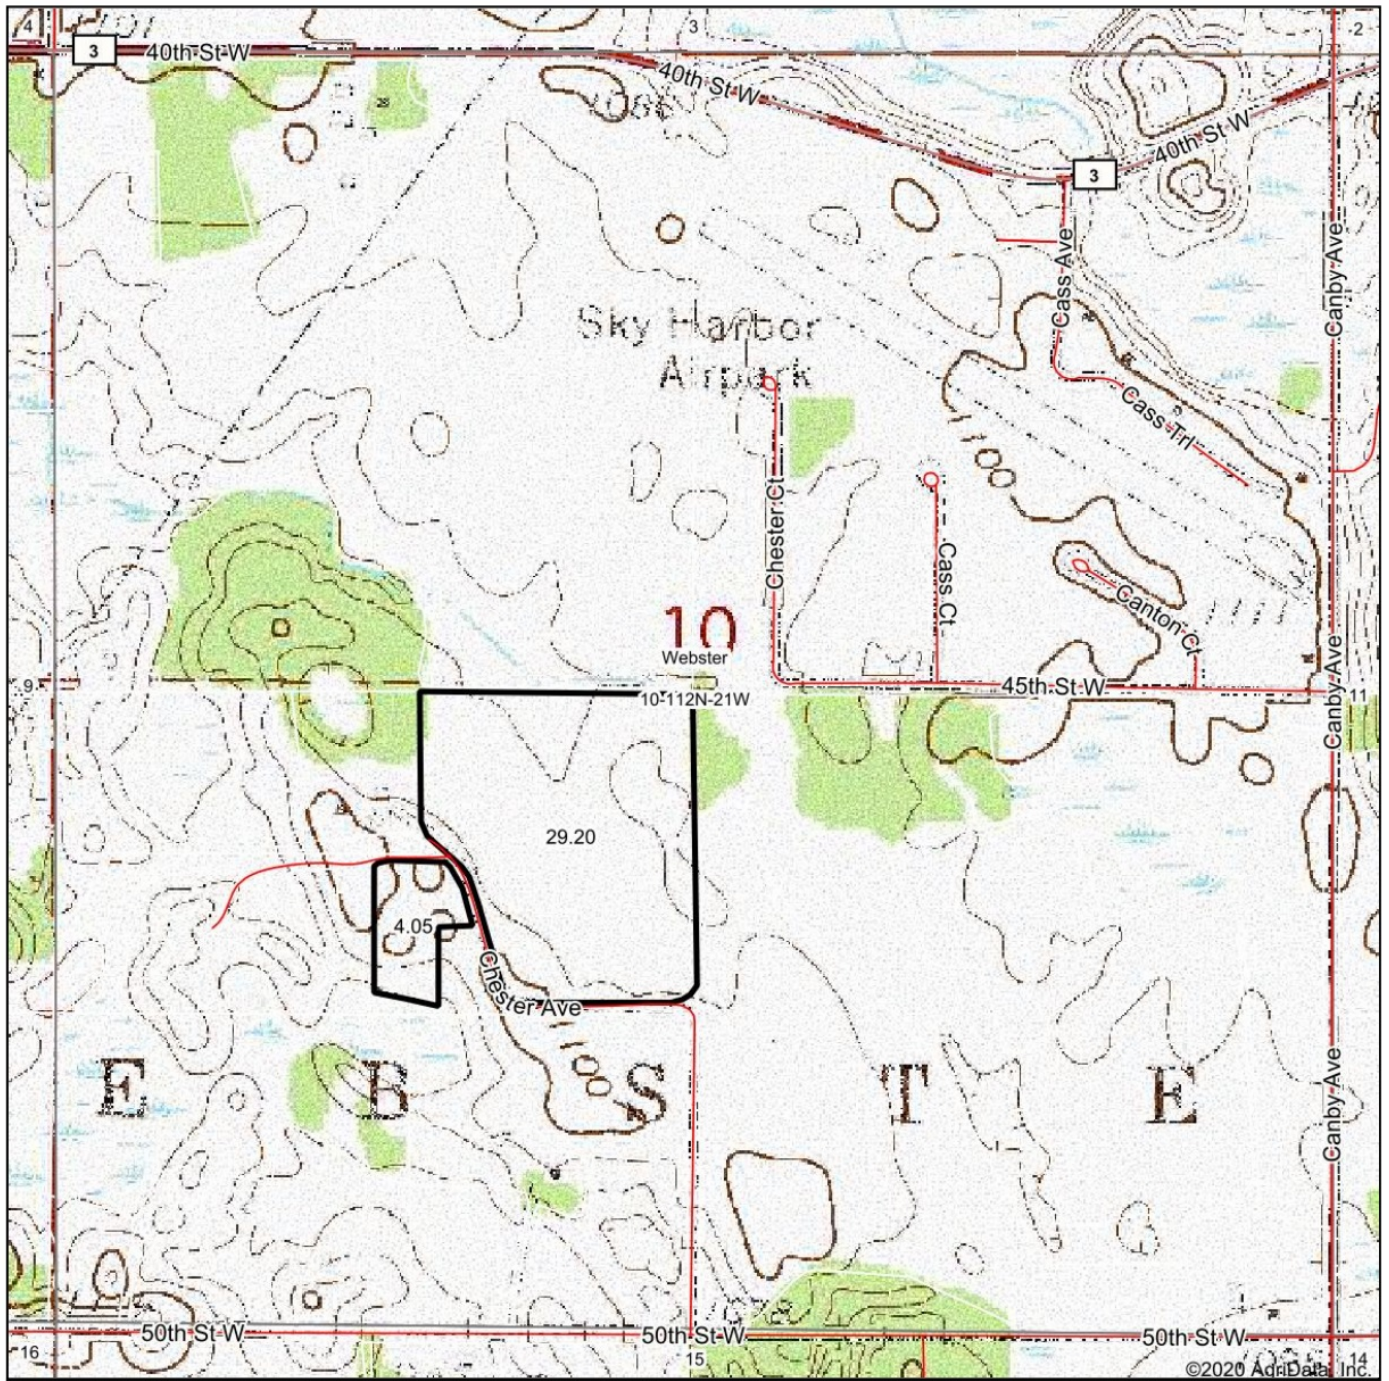 4
3
-2
3
40th St W
40th St W
28
40th St W
3
Canby Ave
Cass Ave
Sky Harbor
Airpark
Cass Trl
1100
Chester Ct
Cass Ct
Canton Ct
10
Webster
9
45th St W
11
10-112N-21W
Canby Ave
29.20
4.05
Chester Ave
1100
E B S T E
Canby Ave
50th St W
50th St W
50th St W
16
15
14
©2020 AgriData, Inc.